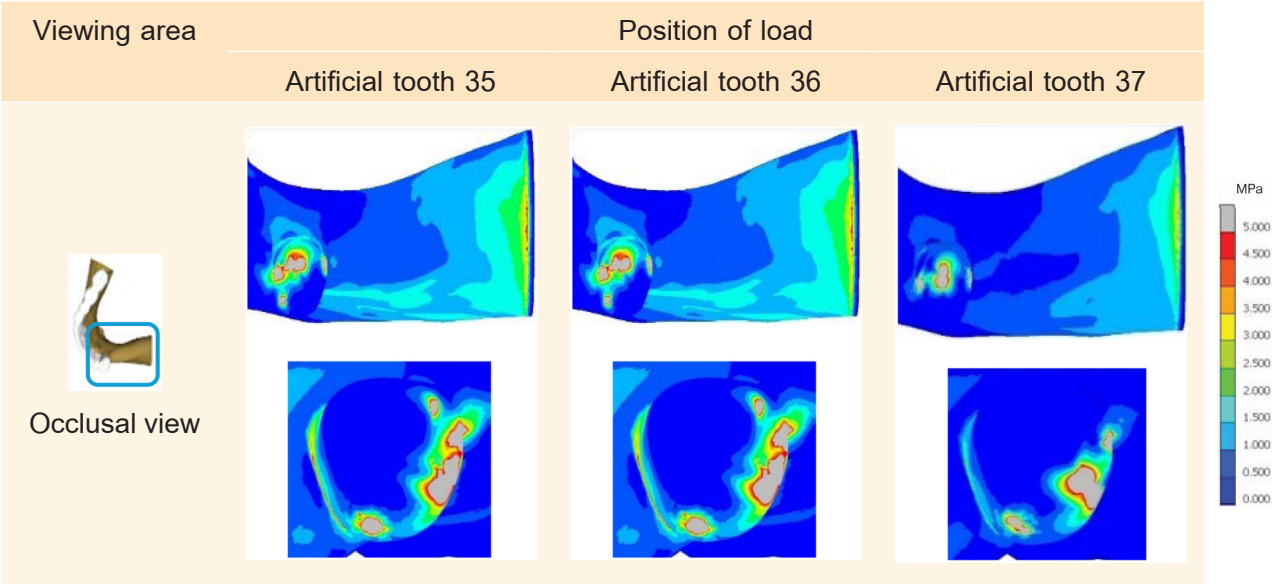 Viewing area
Position of load
Artificial tooth 35
Artificial tooth 36
Artificial tooth 37
Occlusal view
MPa
5.000
4.500
4.000
3.500
3.000
2.500
2.000
1.500
1.000
0.500
0.000